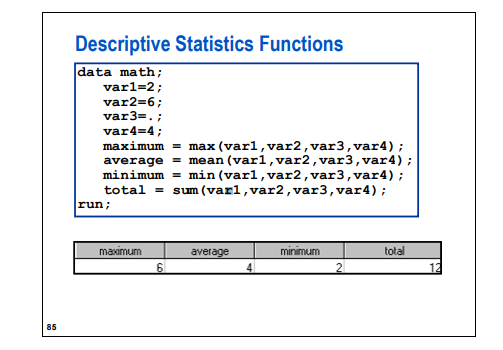 Descriptive Statistics Functions
data math;
   var1=2;
   var2=6;
   var3=.;
   var4=4;
   maximum = max(var1,var2,var3,var4);
   average = mean(var1,var2,var3,var4);
   minimum = min(var1,var2,var3,var4);
   total = sum(var1,var2,var3,var4);
run;
maximum average minimum total
6 4 2 12
85